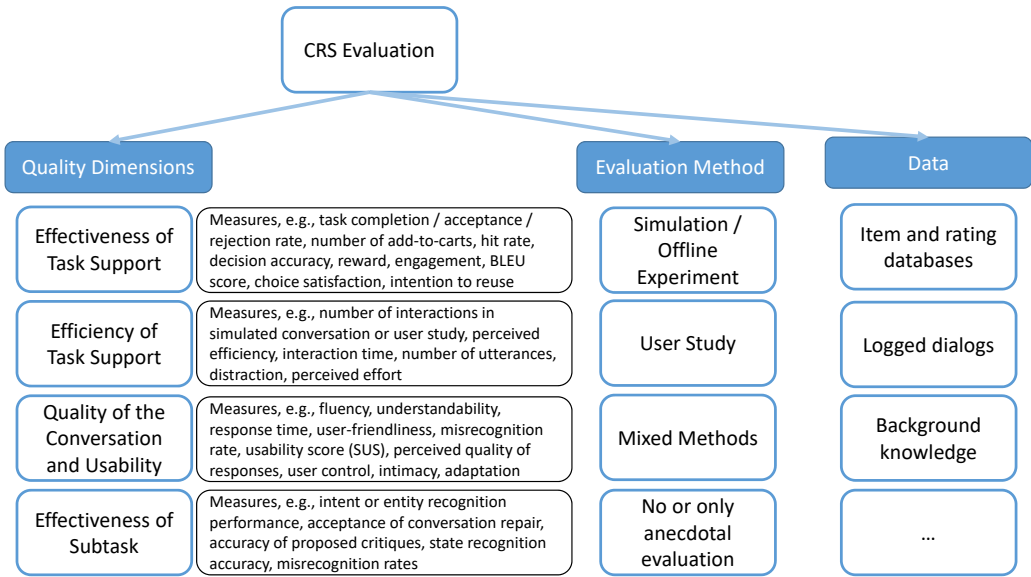 CRS Evaluation
Quality Dimensions
Evaluation Method
Data
Effectiveness of
Task Support
Measures, e.g., task completion / acceptance /
rejection rate, number of add-to-carts, hit rate,
decision accuracy, reward, engagement, BLEU
score, choice satisfaction, intention to reuse
Simulation /
Offline
Experiment
Item and rating
databases
Efficiency of
Task Support
Measures, e.g., number of interactions in
simulated conversation or user study, perceived
efficiency, interaction time, number of utterances,
distraction, perceived effort
User Study
Logged dialogs
Quality of the
Conversation
and Usability
Measures, e.g., fluency, understandability,
response time, user-friendliness, misrecognition
rate, usability score (SUS), perceived quality of
responses, user control, intimacy, adaptation
Mixed Methods
Background
knowledge
Effectiveness of
Subtask
Measures, e.g., intent or entity recognition
performance, acceptance of conversation repair,
accuracy of proposed critiques, state recognition
accuracy, misrecognition rates
No or only
anecdotal
evaluation
…